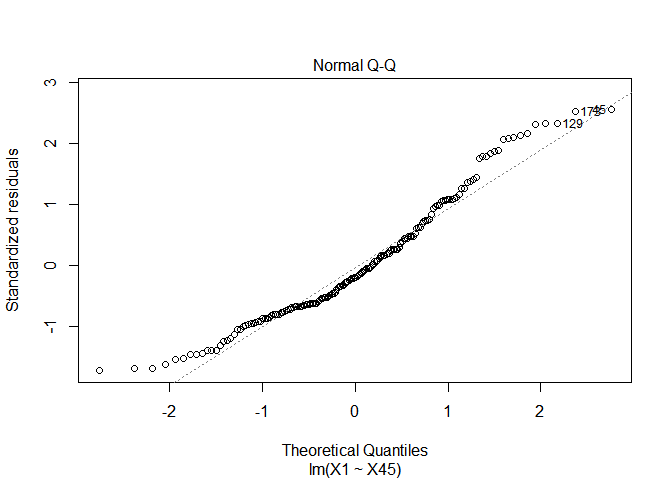 Normal Q-Q
Standardized residuals
3
2
1
0
-1
129
-2
-1
0
1
2
Theoretical Quantiles
lm(X1 ~ X45)